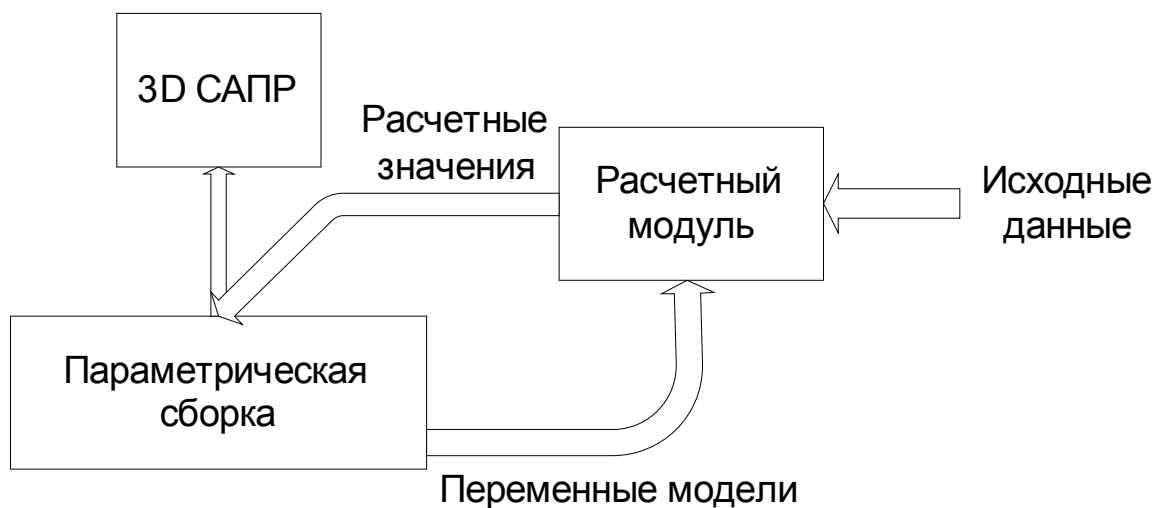 3D САПР
Расчетные
значения
Расчетный
модуль
Исходные
данные
Параметрическая
сборка
Переменные модели